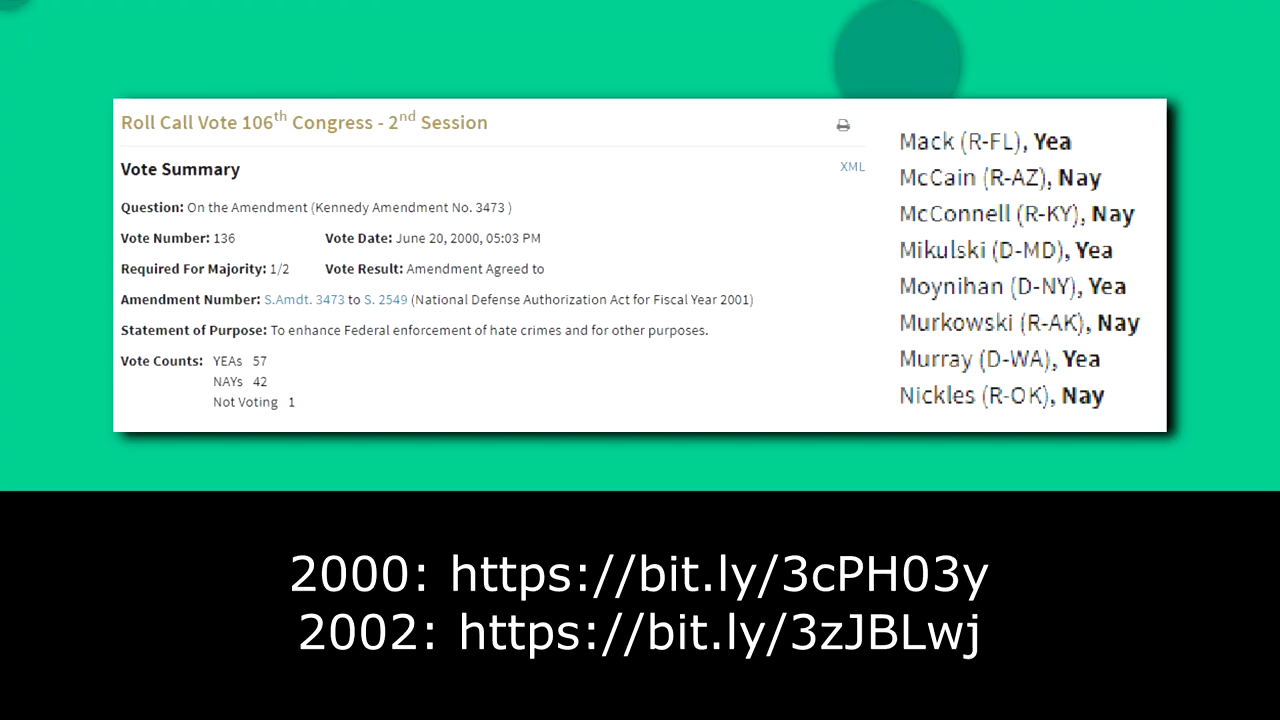 Roll Call Vote 106th Congress - 2nd Session
Vote Summary
XML
Question: On the Amendment (Kennedy Amendment No. 3473 )
Vote Number: 136 Vote Date: June 20, 2000, 05:03 PM
Required For Majority: 1/2 Vote Result: Amendment Agreed to
Amendment Number: S.Amdt. 3473 to S. 2549 (National Defense Authorization Act for Fiscal Year 2001)
Statement of Purpose: To enhance Federal enforcement of hate crimes and for other purposes.
Vote Counts: YEAs 57
NAYs 42
Not Voting 1
Mack (R-FL), Yea
McCain (R-AZ), Nay
McConnell (R-KY), Nay
Mikulski (D-MD), Yea
Moynihan (D-NY), Yea
Murkowski (R-AK), Nay
Murray (D-WA), Yea
Nickles (R-OK), Nay
2000: https://bit.ly/3cPH03y
2002: https://bit.ly/3zJBLwj